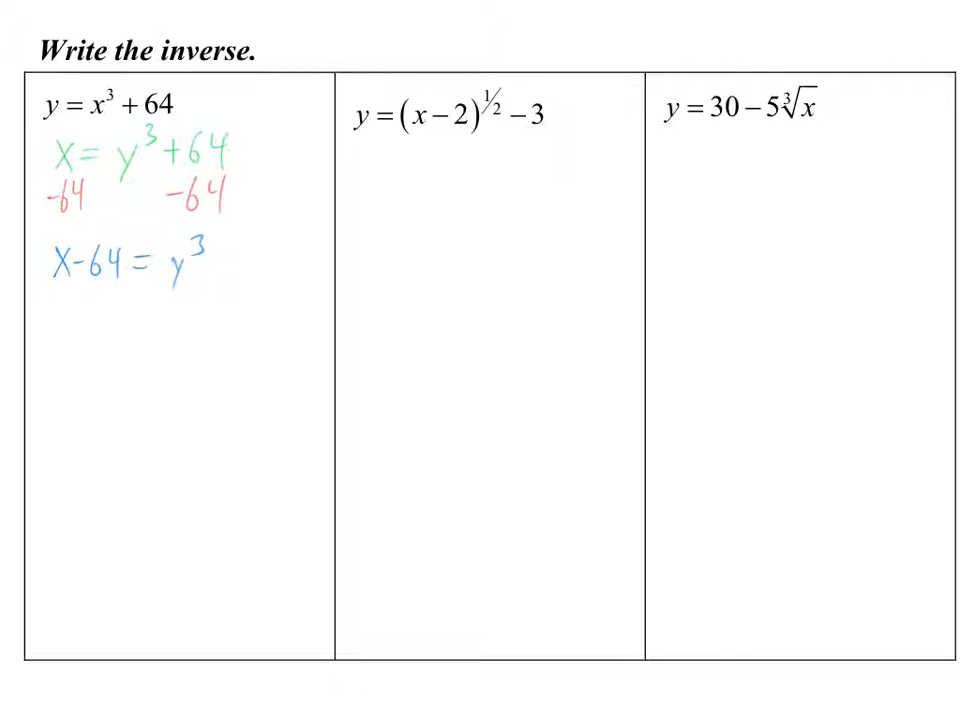 Write the inverse.
y = x³ + 64
x = y³ + 64
-64 -64
x - 64 = y³
y = (x − 2)^{1/2} − 3
y = 30 − 5∛x